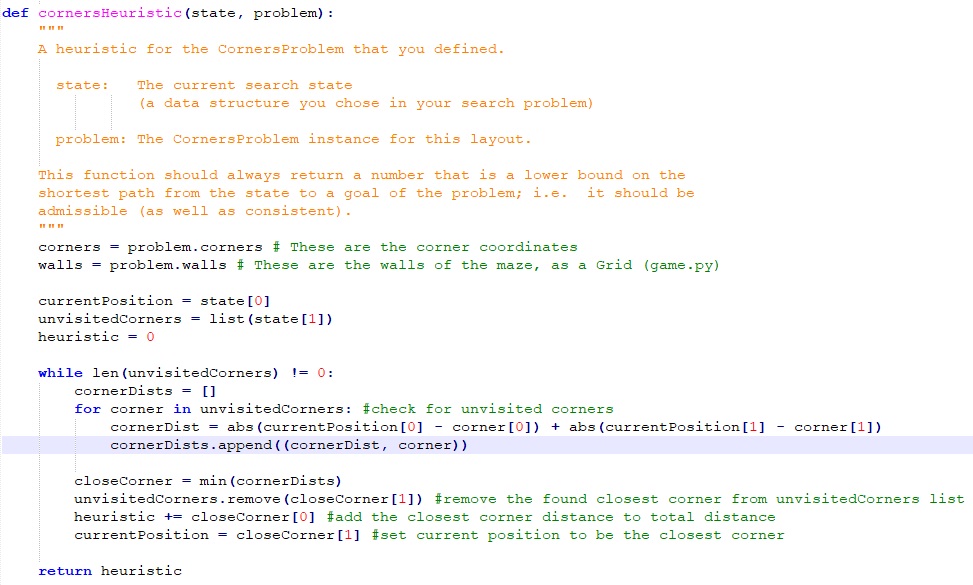 def cornersHeuristic(state, problem):
"""
A heuristic for the CornersProblem that you defined.
state: The current search state
(a data structure you chose in your search problem)
problem: The CornersProblem instance for this layout.
This function should always return a number that is a lower bound on the
shortest path from the state to a goal of the problem; i.e. it should be
admissible (as well as consistent).
"""
corners = problem.corners # These are the corner coordinates
walls = problem.walls # These are the walls of the maze, as a Grid (game.py)
currentPosition = state[0]
unvisitedCorners = list(state[1])
heuristic = 0
while len(unvisitedCorners) != 0:
cornerDists = []
for corner in unvisitedCorners: #check for unvisited corners
cornerDist = abs(currentPosition[0] - corner[0]) + abs(currentPosition[1] - corner[1])
cornerDists.append((cornerDist, corner))
closeCorner = min(cornerDists)
unvisitedCorners.remove(closeCorner[1]) #remove the found closest corner from unvisitedCorners list
heuristic += closeCorner[0] #add the closest corner distance to total distance
currentPosition = closeCorner[1] #set current position to be the closest corner
return heuristic